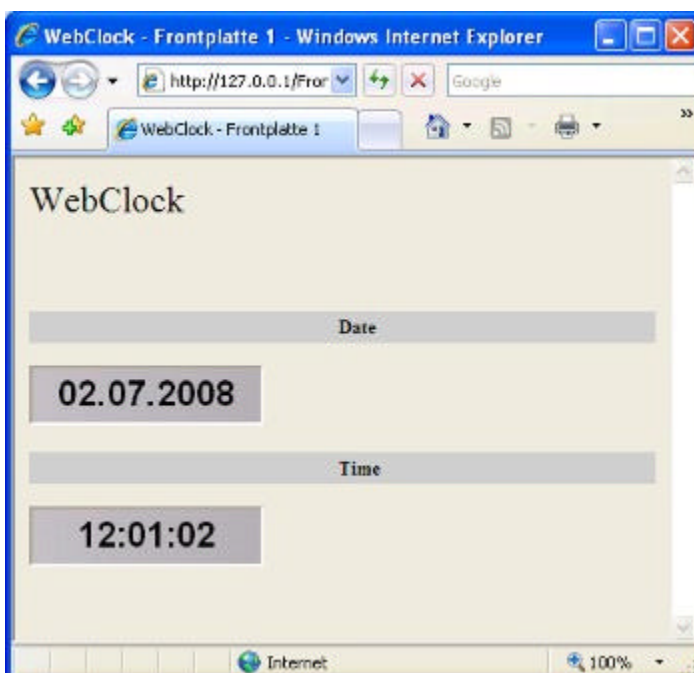 WebClock - Frontplatte 1 - Windows Internet Explorer
http://127.0.0.1/Fror
Google
WebClock - Frontplatte 1
»
WebClock
Date
02.07.2008
Time
12:01:02
Internet
100%